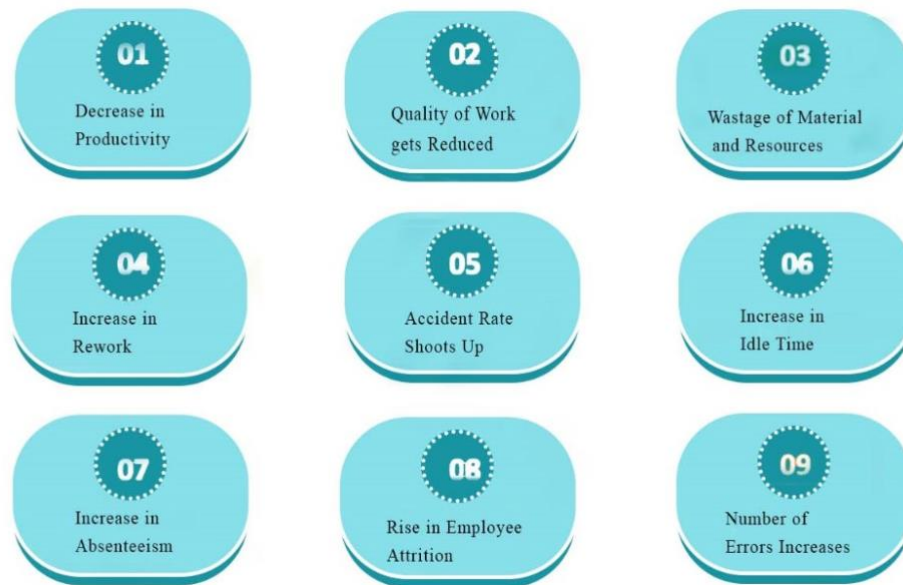 01
Decrease in
Productivity
02
Quality of Work
gets Reduced
03
Wastage of Material
and Resources
04
Increase in
Rework
05
Accident Rate
Shoots Up
06
Increase in
Idle Time
07
Increase in
Absenteeism
08
Rise in Employee
Attrition
09
Number of
Errors Increases